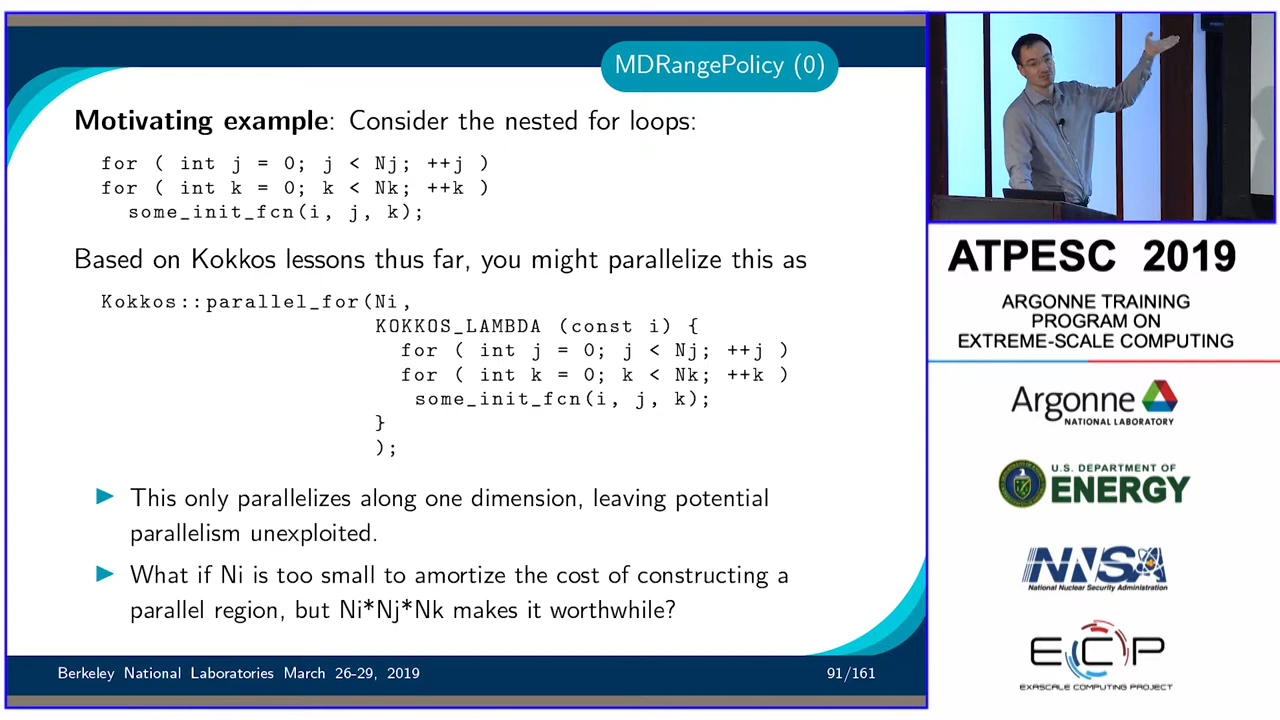 MDRangePolicy (0)
Motivating example: Consider the nested for loops:
for ( int j = 0; j < Nj; ++j )
for ( int k = 0; k < Nk; ++k )
some_init_fcn(i, j, k);
Based on Kokkos lessons thus far, you might parallelize this as
Kokkos::parallel_for(Ni,
KOKKOS_LAMBDA (const i) {
for ( int j = 0; j < Nj; ++j )
for ( int k = 0; k < Nk; ++k )
some_init_fcn(i, j, k);
}
);
This only parallelizes along one dimension, leaving potential
parallelism unexploited.
What if Ni is too small to amortize the cost of constructing a
parallel region, but Ni*Nj*Nk makes it worthwhile?
Berkeley National Laboratories March 26-29, 2019
91/161
ATPESC 2019
ARGONNE TRAINING
PROGRAM ON
EXTREME-SCALE COMPUTING
Argonne
NATIONAL LABORATORY
U.S. DEPARTMENT OF
ENERGY
NNSA
National Nuclear Security Administration
ECP
EXASCALE COMPUTING PROJECT